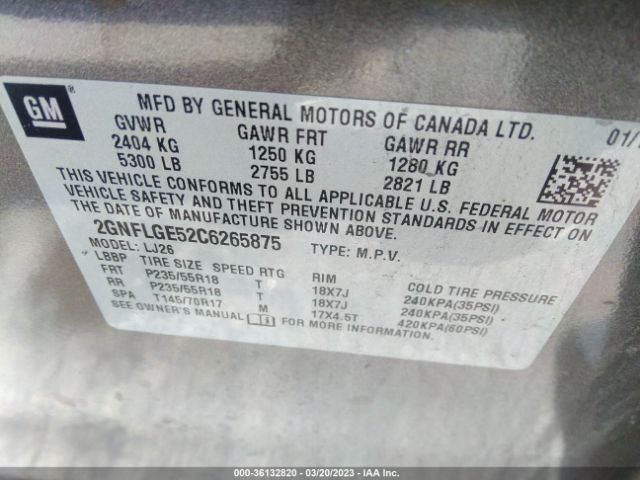 GM ®
MFD BY GENERAL MOTORS OF CANADA LTD.
01/
GVWR GAWR FRT GAWR RR
2404 KG 1250 KG 1280 KG
5300 LB 2755 LB 2821 LB
THIS VEHICLE CONFORMS TO ALL APPLICABLE U.S. FEDERAL MOTOR
VEHICLE SAFETY AND THEFT PREVENTION STANDARDS IN EFFECT ON
THE DATE OF MANUFACTURE SHOWN ABOVE.
2GNFLGE52C6265875 TYPE: M.P.V.
MODEL: LJ26
LBBP TIRE SIZE SPEED RTG RIM COLD TIRE PRESSURE
FRT P235/55R18 T 18X7J 240KPA(35PSI)
RR P235/55R18 T 18X7J 240KPA(35PSI)
SPA T145/70R17 M 17X4.5T 420KPA(60PSI)
SEE OWNER'S MANUAL FOR MORE INFORMATION.
000-36132820 — 03/20/2023 — IAA Inc.